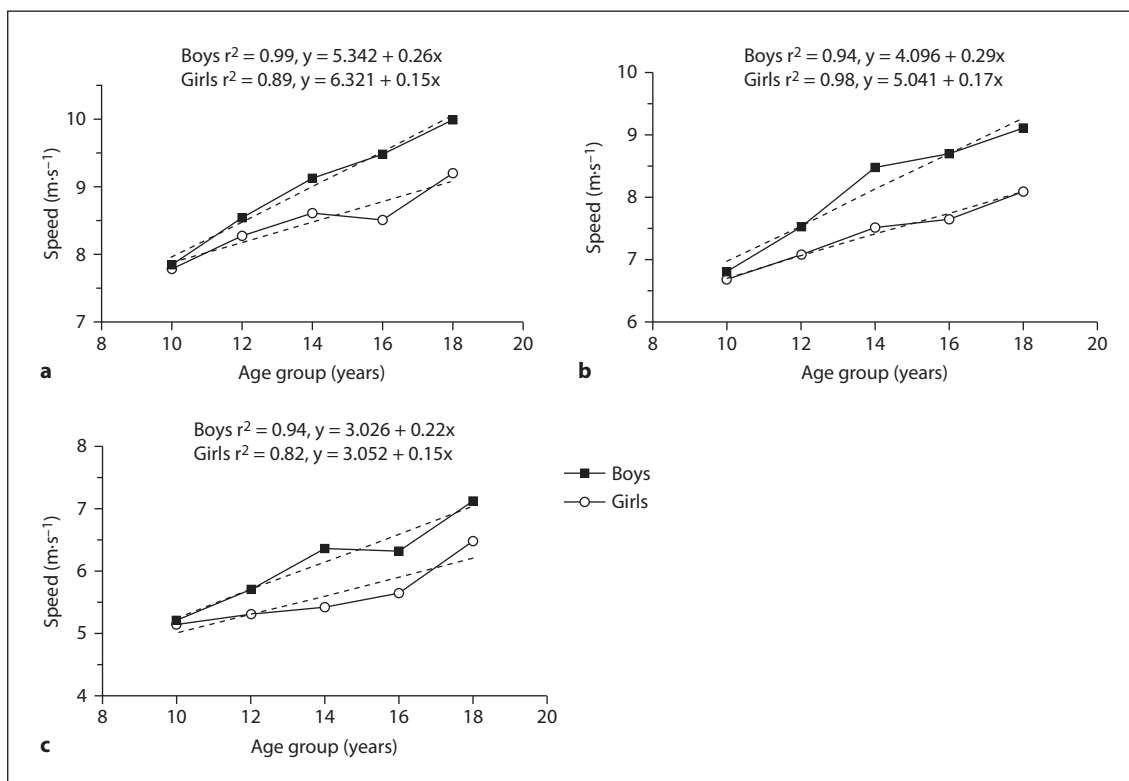 Boys r² = 0.99, y = 5.342 + 0.26x
Girls r² = 0.89, y = 6.321 + 0.15x
10
9
8
7
Speed (m·s⁻¹)
8 10 12 14 16 18 20
Age group (years)
a
Boys r² = 0.94, y = 4.096 + 0.29x
Girls r² = 0.98, y = 5.041 + 0.17x
10
9
8
7
6
Speed (m·s⁻¹)
8 10 12 14 16 18 20
Age group (years)
b
Boys r² = 0.94, y = 3.026 + 0.22x
Girls r² = 0.82, y = 3.052 + 0.15x
8
7
6
5
4
Speed (m·s⁻¹)
8 10 12 14 16 18 20
Age group (years)
c
Boys
Girls